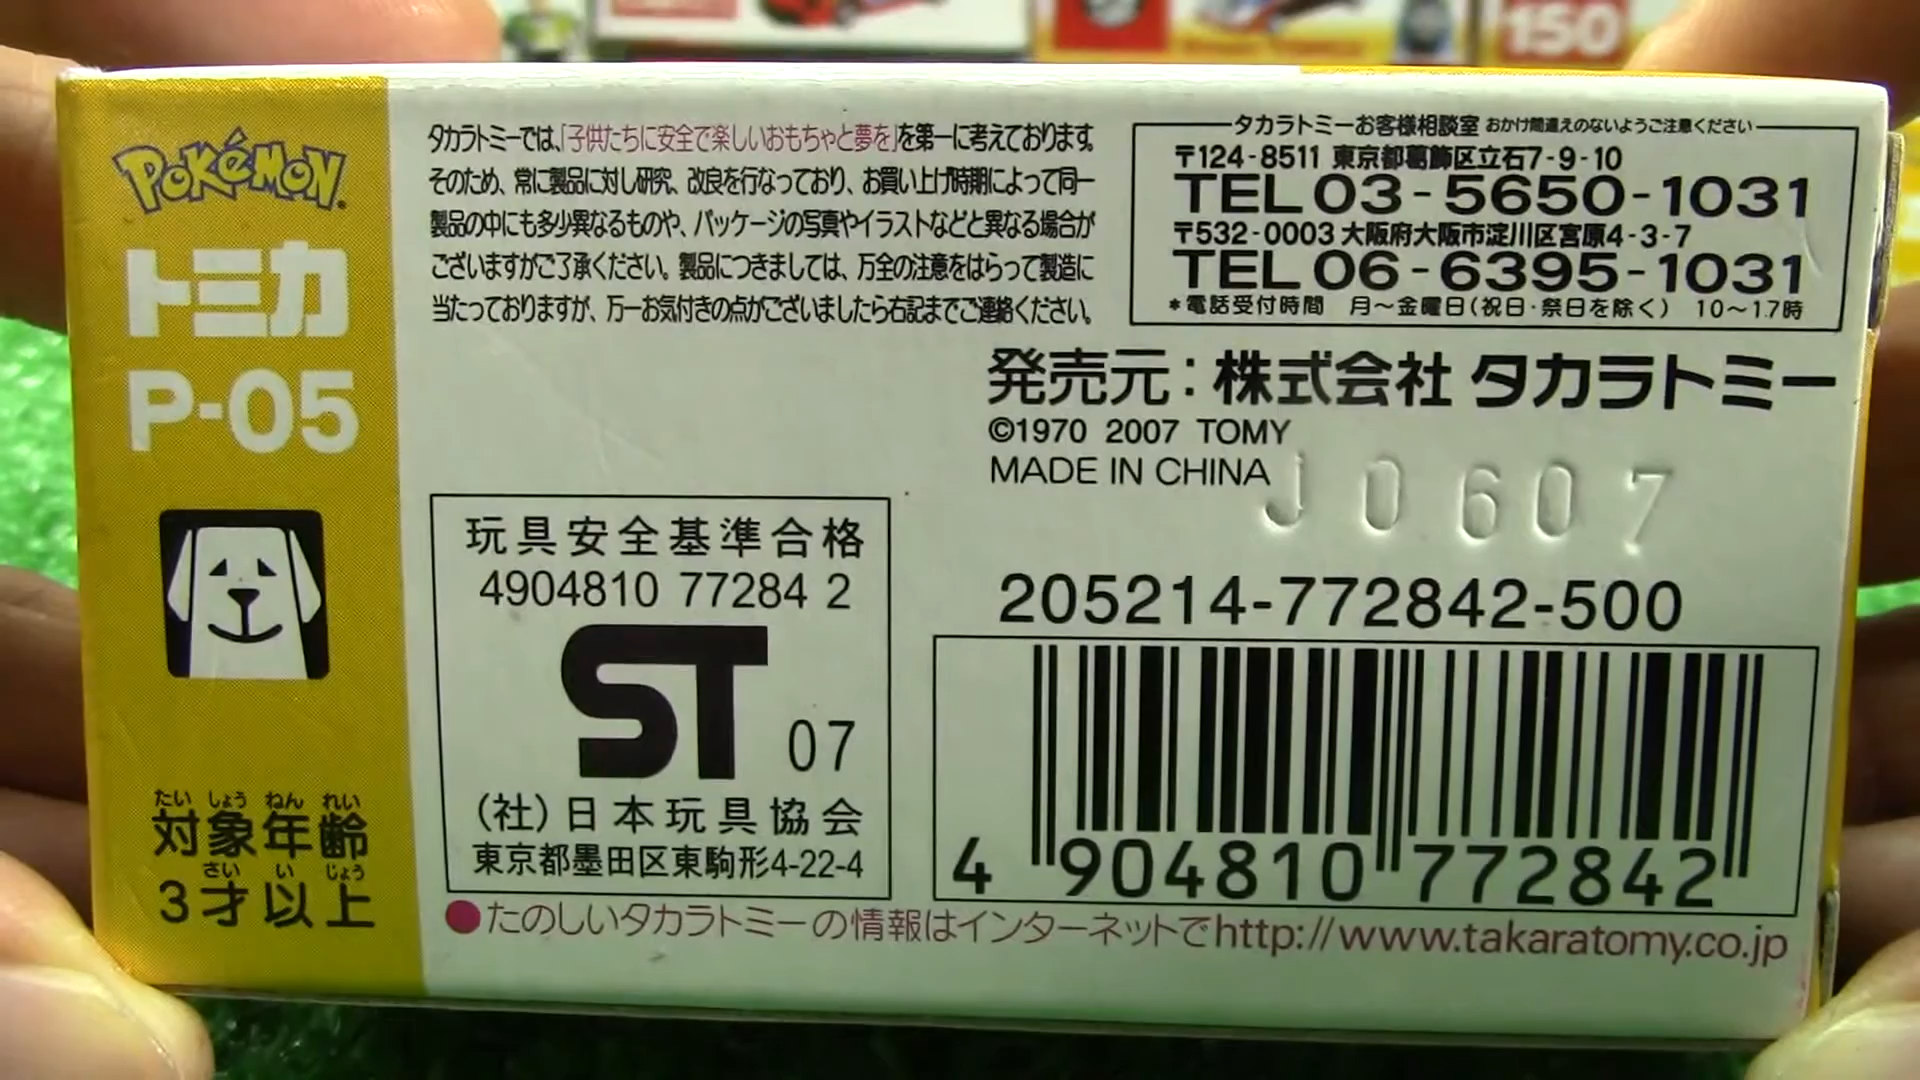 150
POKéMON
トミカ
P-05
たいしょうねんれい
対象年齢
さい い じょう
3才以上
タカラトミーでは、「子供たちに安全で楽しいおもちゃと夢を」を第一に考えております。
そのため、常に製品に対し研究、改良を行なっており、お買い上げ時期によって同一
製品の中にも多少異なるものや、パッケージの写真やイラストなどと異なる場合が
ございますがご了承ください。製品につきましては、万全の注意をはらって製造に
当たっておりますが、万一お気付きの点がございましたら右記までご連絡ください。
タカラトミーお客様相談室 おかけ間違えのないようご注意ください
〒124-8511 東京都葛飾区立石7-9-10
TEL 03-5650-1031
〒532-0003 大阪府大阪市淀川区宮原4-3-7
TEL 06-6395-1031
*電話受付時間 月～金曜日(祝日·祭日を除く) 10～17時
発売元:株式会社 タカラトミー
©1970 2007 TOMY
MADE IN CHINA
J0607
玩具安全基準合格
4904810 77284 2
ST 07
(社)日本玩具協会
東京都墨田区東駒形4-22-4
205214-772842-500
4 904810 772842
●たのしいタカラトミーの情報はインターネットでhttp://www.takaratomy.co.jp